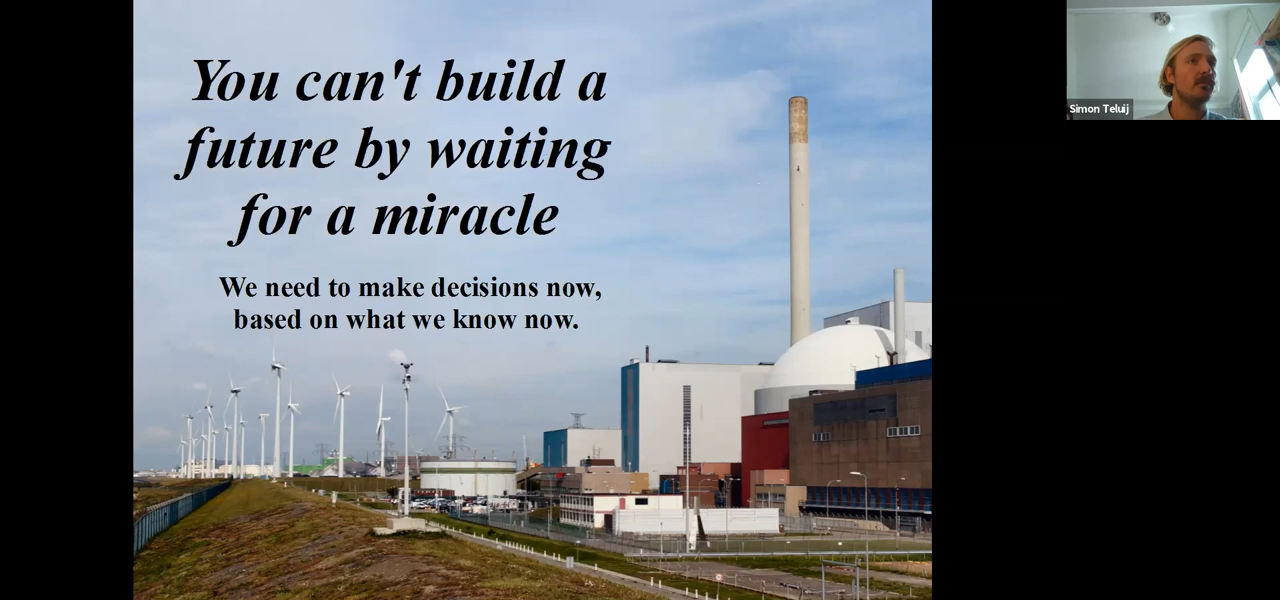 You can't build a
future by waiting
for a miracle
We need to make decisions now,
based on what we know now.
Simon Teluij